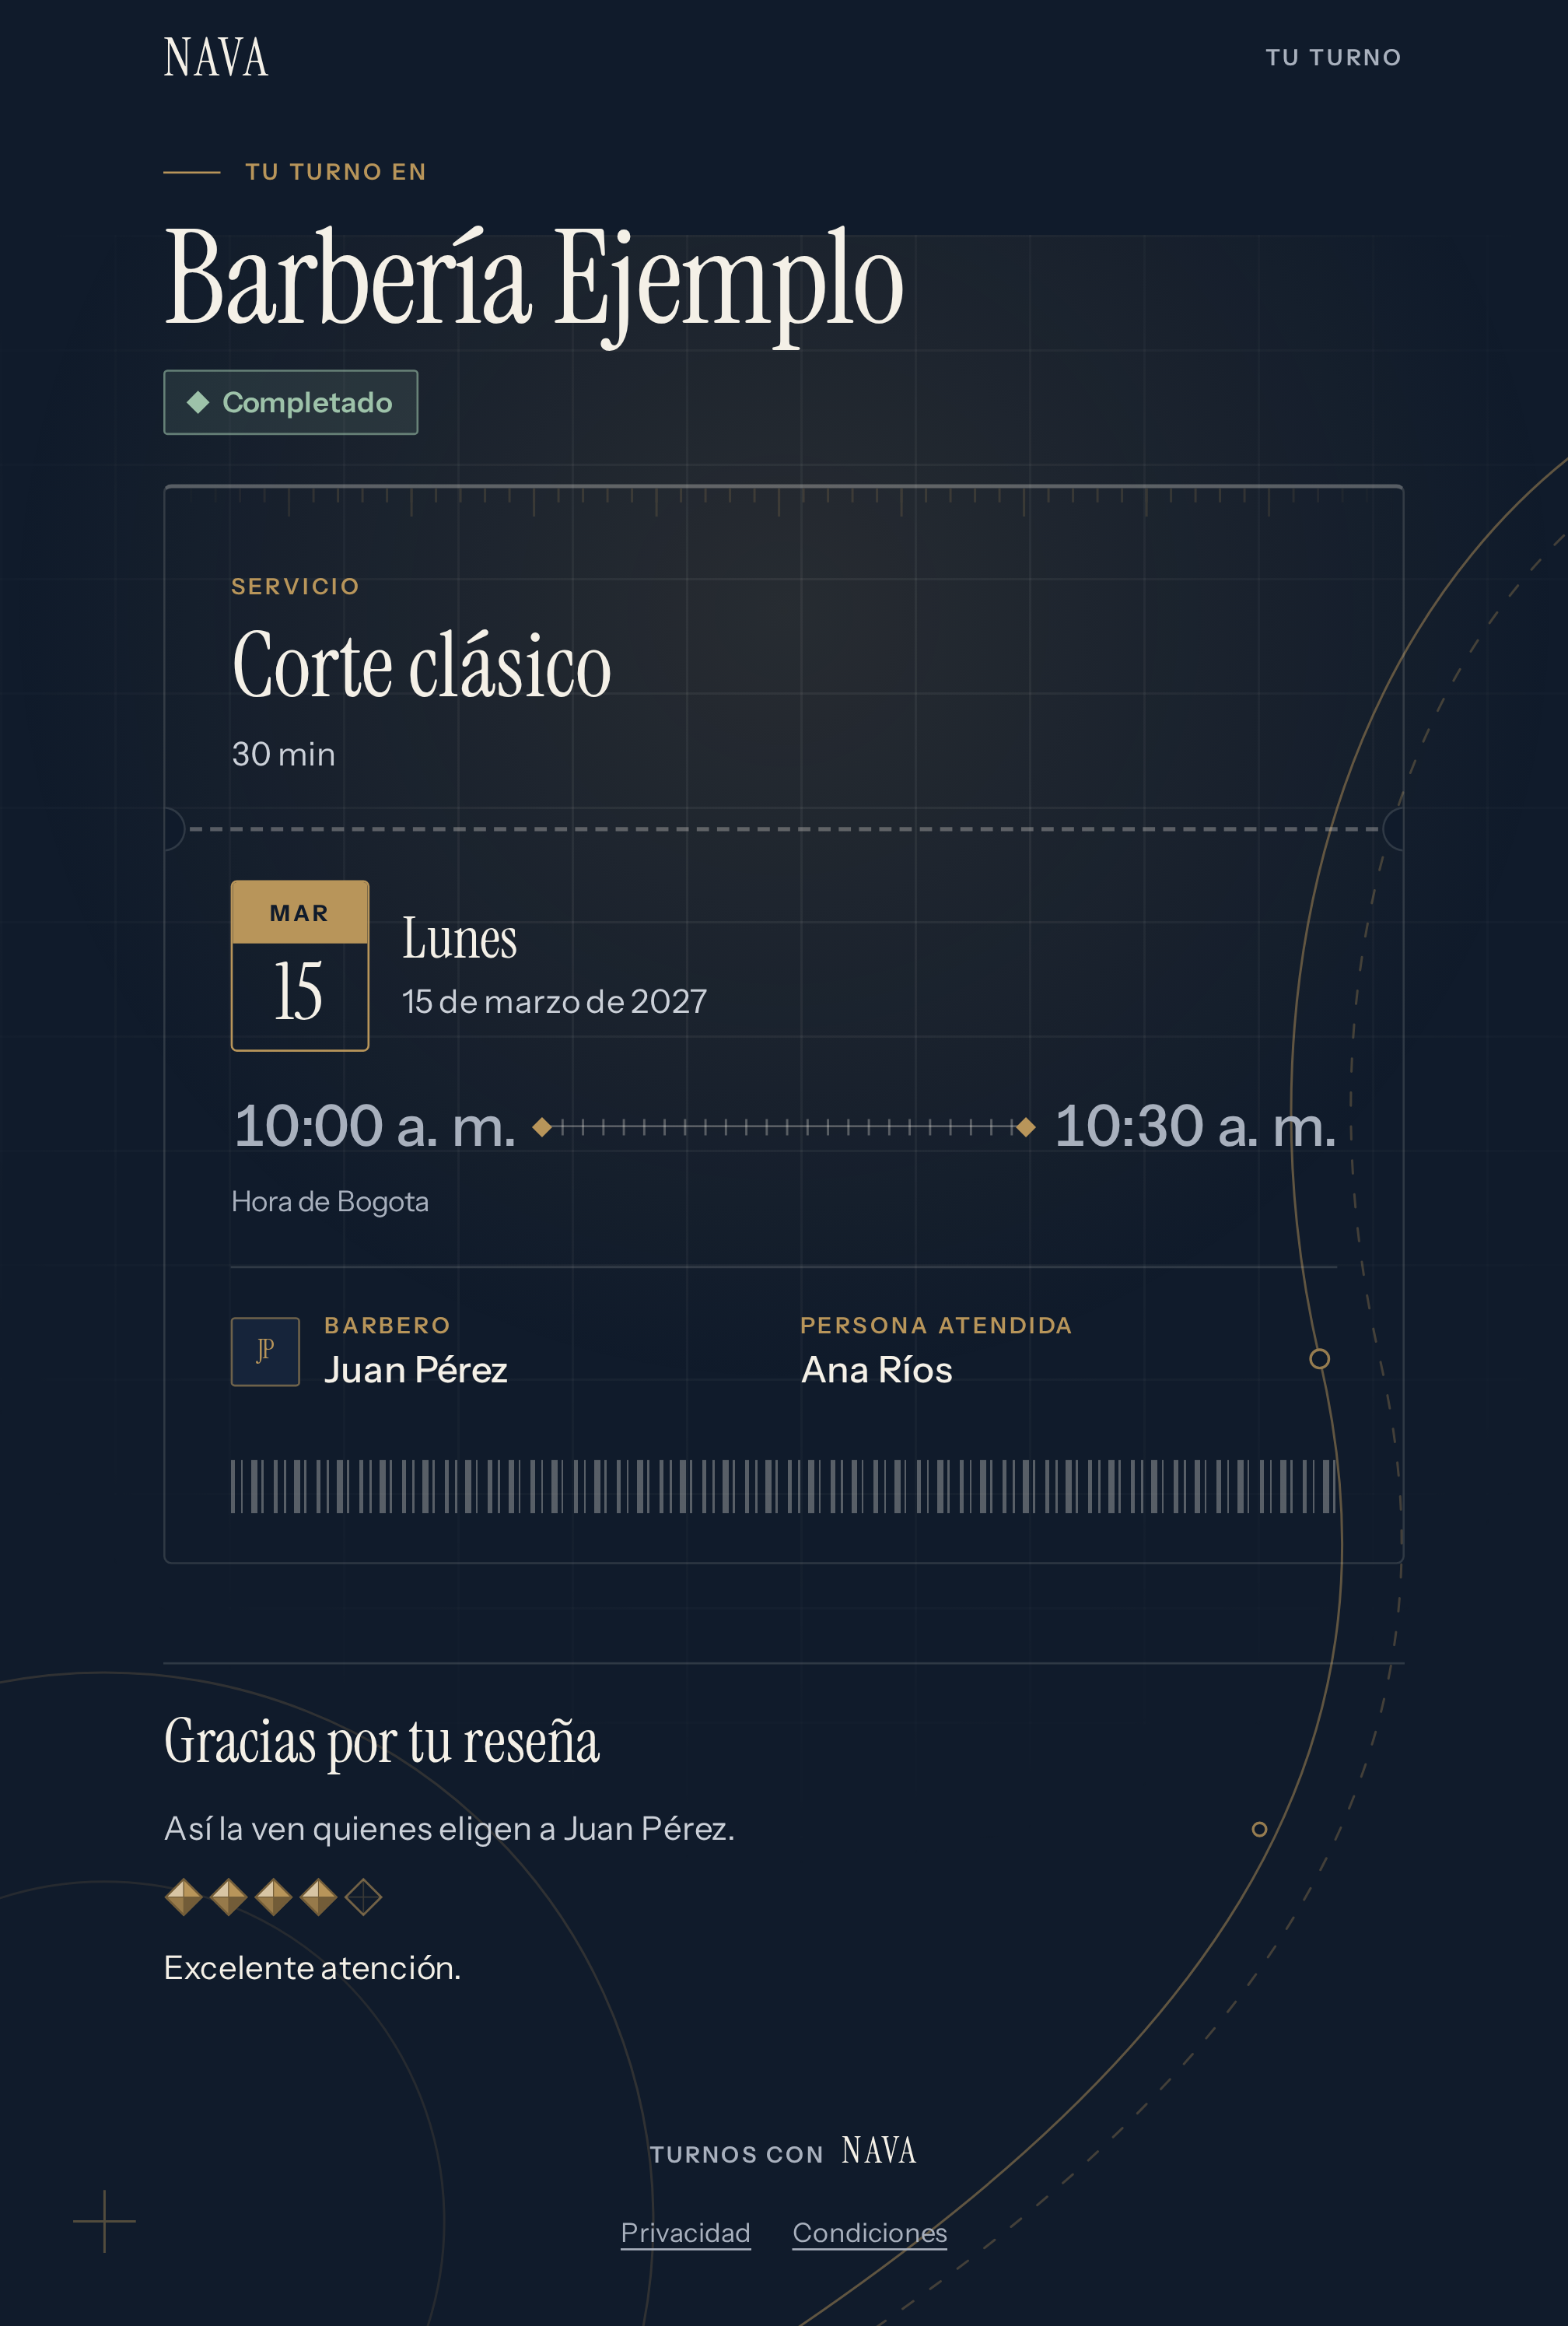 NAVA
TU TURNO
TU TURNO EN
Barbería Ejemplo
Completado
SERVICIO
Corte clásico
30 min
MAR
15
Lunes
15 de marzo de 2027
10:00 a. m.
10:30 a. m.
Hora de Bogota
JP
BARBERO
Juan Pérez
PERSONA ATENDIDA
Ana Ríos
Gracias por tu reseña
Así la ven quienes eligen a Juan Pérez.
Excelente atención.
TURNOS CON NAVA
Privacidad Condiciones